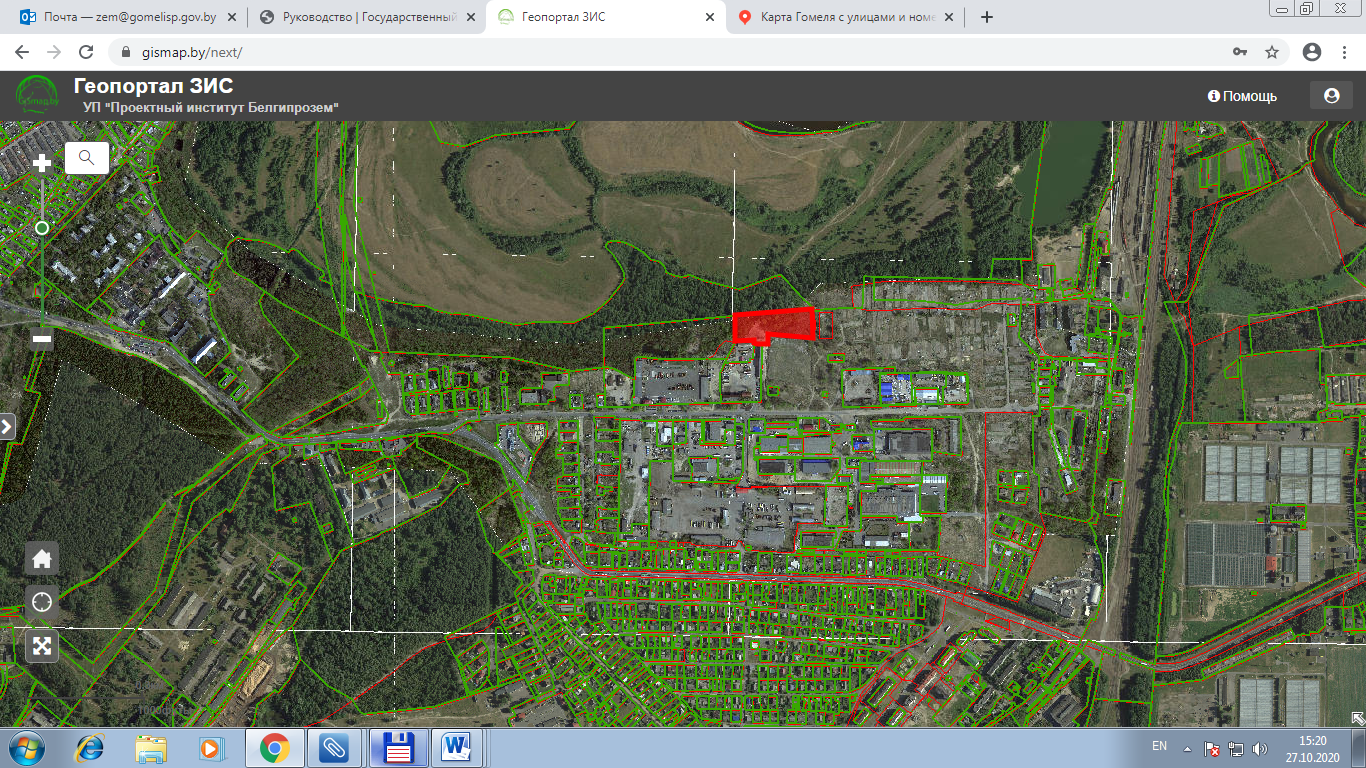 Почта — zem@gomelisp.gov.by
Руководство | Государственный
Геопортал ЗИС
Карта Гомеля с улицами и номе
gismap.by/next/
Геопортал ЗИС
УП "Проектный институт Белгипрозем"
Помощь
EN
15:20
27.10.2020